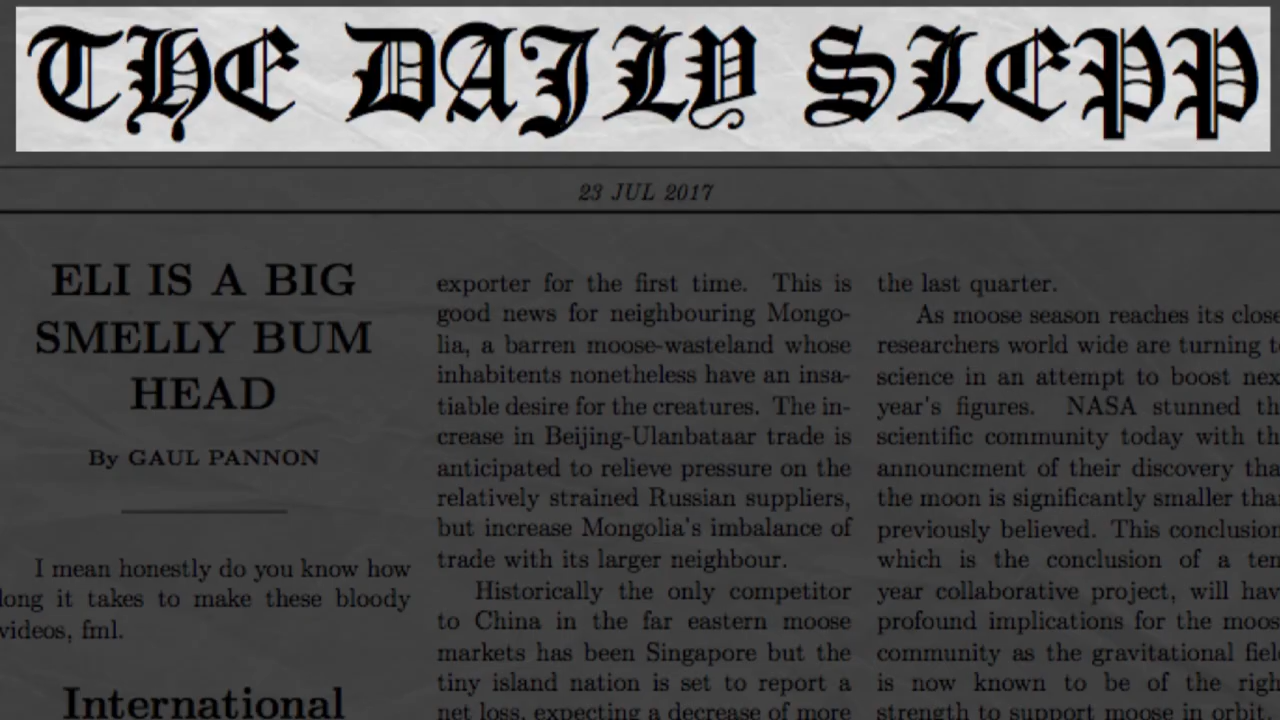 THE DAILY SLEPP
23 JUL 2017
ELI IS A BIG
SMELLY BUM
HEAD
By GAUL PANNON
I mean honestly do you know how
long it takes to make these bloody
videos, fml.
International
exporter for the first time. This is
good news for neighbouring Mongo-
lia, a barren moose-wasteland whose
inhabitents nonetheless have an insa-
tiable desire for the creatures. The in-
crease in Beijing-Ulanbataar trade is
anticipated to relieve pressure on the
relatively strained Russian suppliers,
but increase Mongolia's imbalance of
trade with its larger neighbour.
Historically the only competitor
to China in the far eastern moose
markets has been Singapore but the
tiny island nation is set to report a
net loss, expecting a decrease of more
the last quarter.
As moose season reaches its close
researchers world wide are turning t
science in an attempt to boost nex
year's figures. NASA stunned th
scientific community today with th
announcment of their discovery tha
the moon is significantly smaller tha
previously believed. This conclusion
which is the conclusion of a ten
year collaborative project, will hav
profound implications for the moos
community as the gravitational fiel
is now known to be of the righ
strength to support moose in orbit.